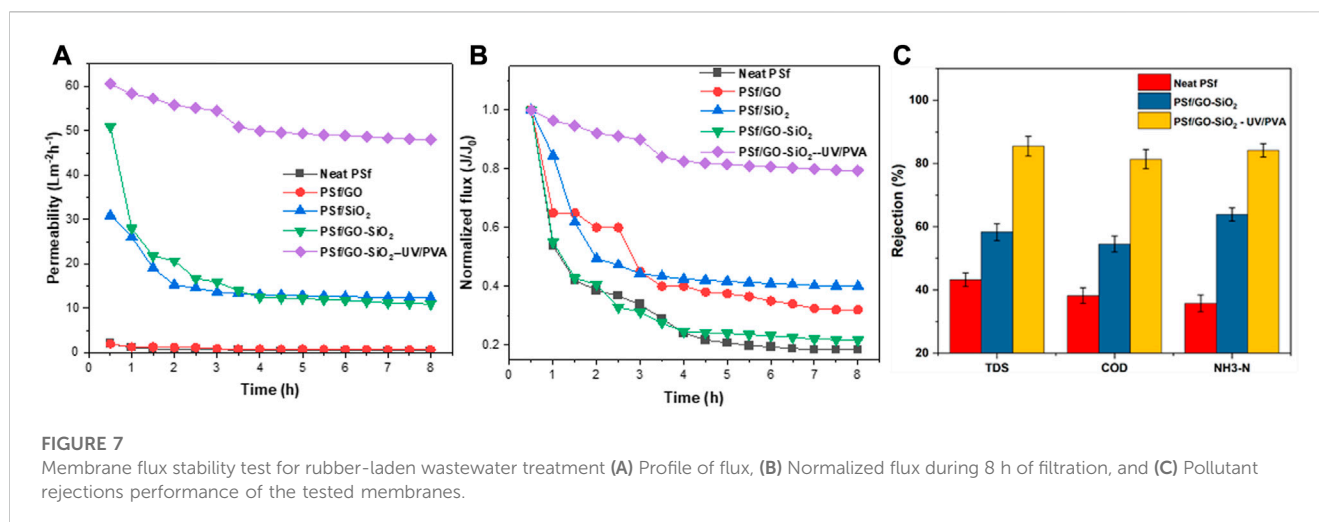 A
Permeability (Lm⁻²h⁻¹)
60
50
40
30
20
10
0
Neat PSf
PSf/GO
PSf/SiO₂
PSf/GO-SiO₂
PSf/GO-SiO₂--UV/PVA
0 1 2 3 4 5 6 7 8
Time (h)
B
Normalized flux (J/J₀)
1.0
0.8
0.6
0.4
0.2
Neat PSf
PSf/GO
PSf/SiO₂
PSf/GO-SiO₂
PSf/GO-SiO₂--UV/PVA
0 1 2 3 4 5 6 7 8
Time (h)
C
Rejection (%)
100
80
60
40
20
Neat PSf
PSf/GO-SiO₂
PSf/GO-SiO₂ - UV/PVA
TDS COD NH3-N
FIGURE 7
Membrane flux stability test for rubber-laden wastewater treatment (A) Profile of flux, (B) Normalized flux during 8 h of filtration, and (C) Pollutant
rejections performance of the tested membranes.